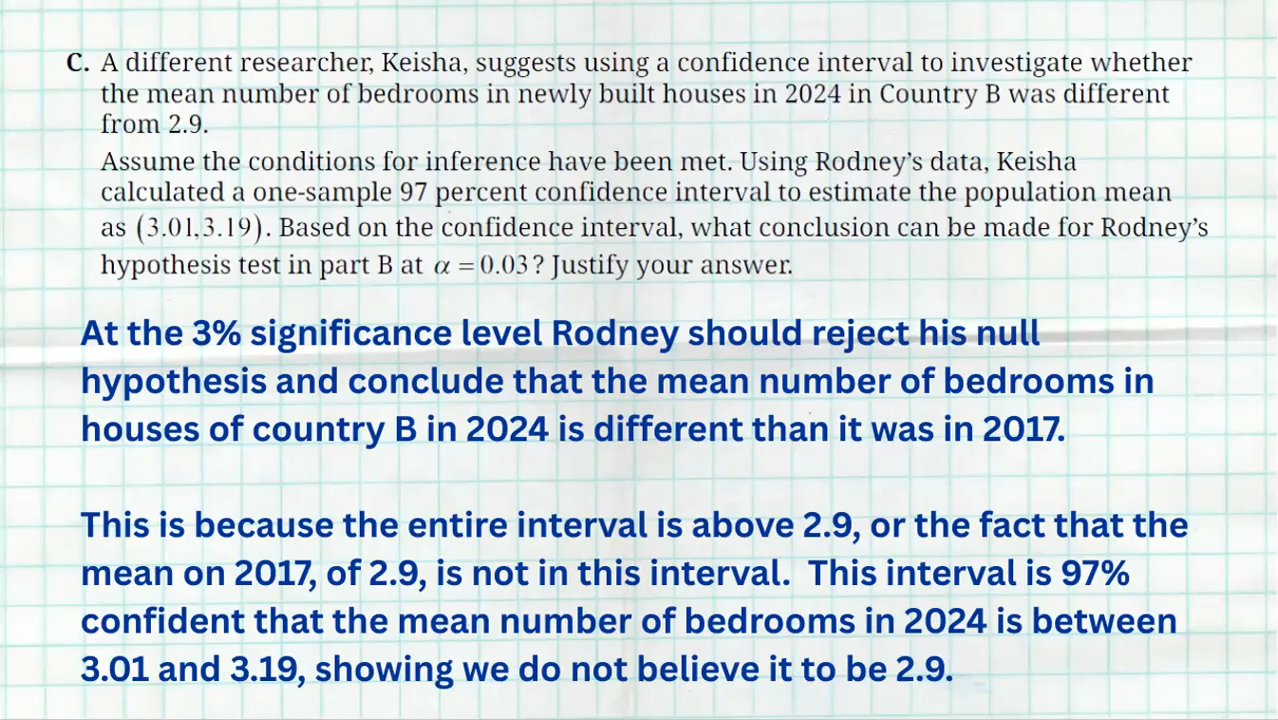 C. A different researcher, Keisha, suggests using a confidence interval to investigate whether
the mean number of bedrooms in newly built houses in 2024 in Country B was different
from 2.9.
Assume the conditions for inference have been met. Using Rodney’s data, Keisha
calculated a one-sample 97 percent confidence interval to estimate the population mean
as (3.01,3.19). Based on the confidence interval, what conclusion can be made for Rodney’s
hypothesis test in part B at α = 0.03? Justify your answer.
At the 3% significance level Rodney should reject his null
hypothesis and conclude that the mean number of bedrooms in
houses of country B in 2024 is different than it was in 2017.
This is because the entire interval is above 2.9, or the fact that the
mean on 2017, of 2.9, is not in this interval. This interval is 97%
confident that the mean number of bedrooms in 2024 is between
3.01 and 3.19, showing we do not believe it to be 2.9.